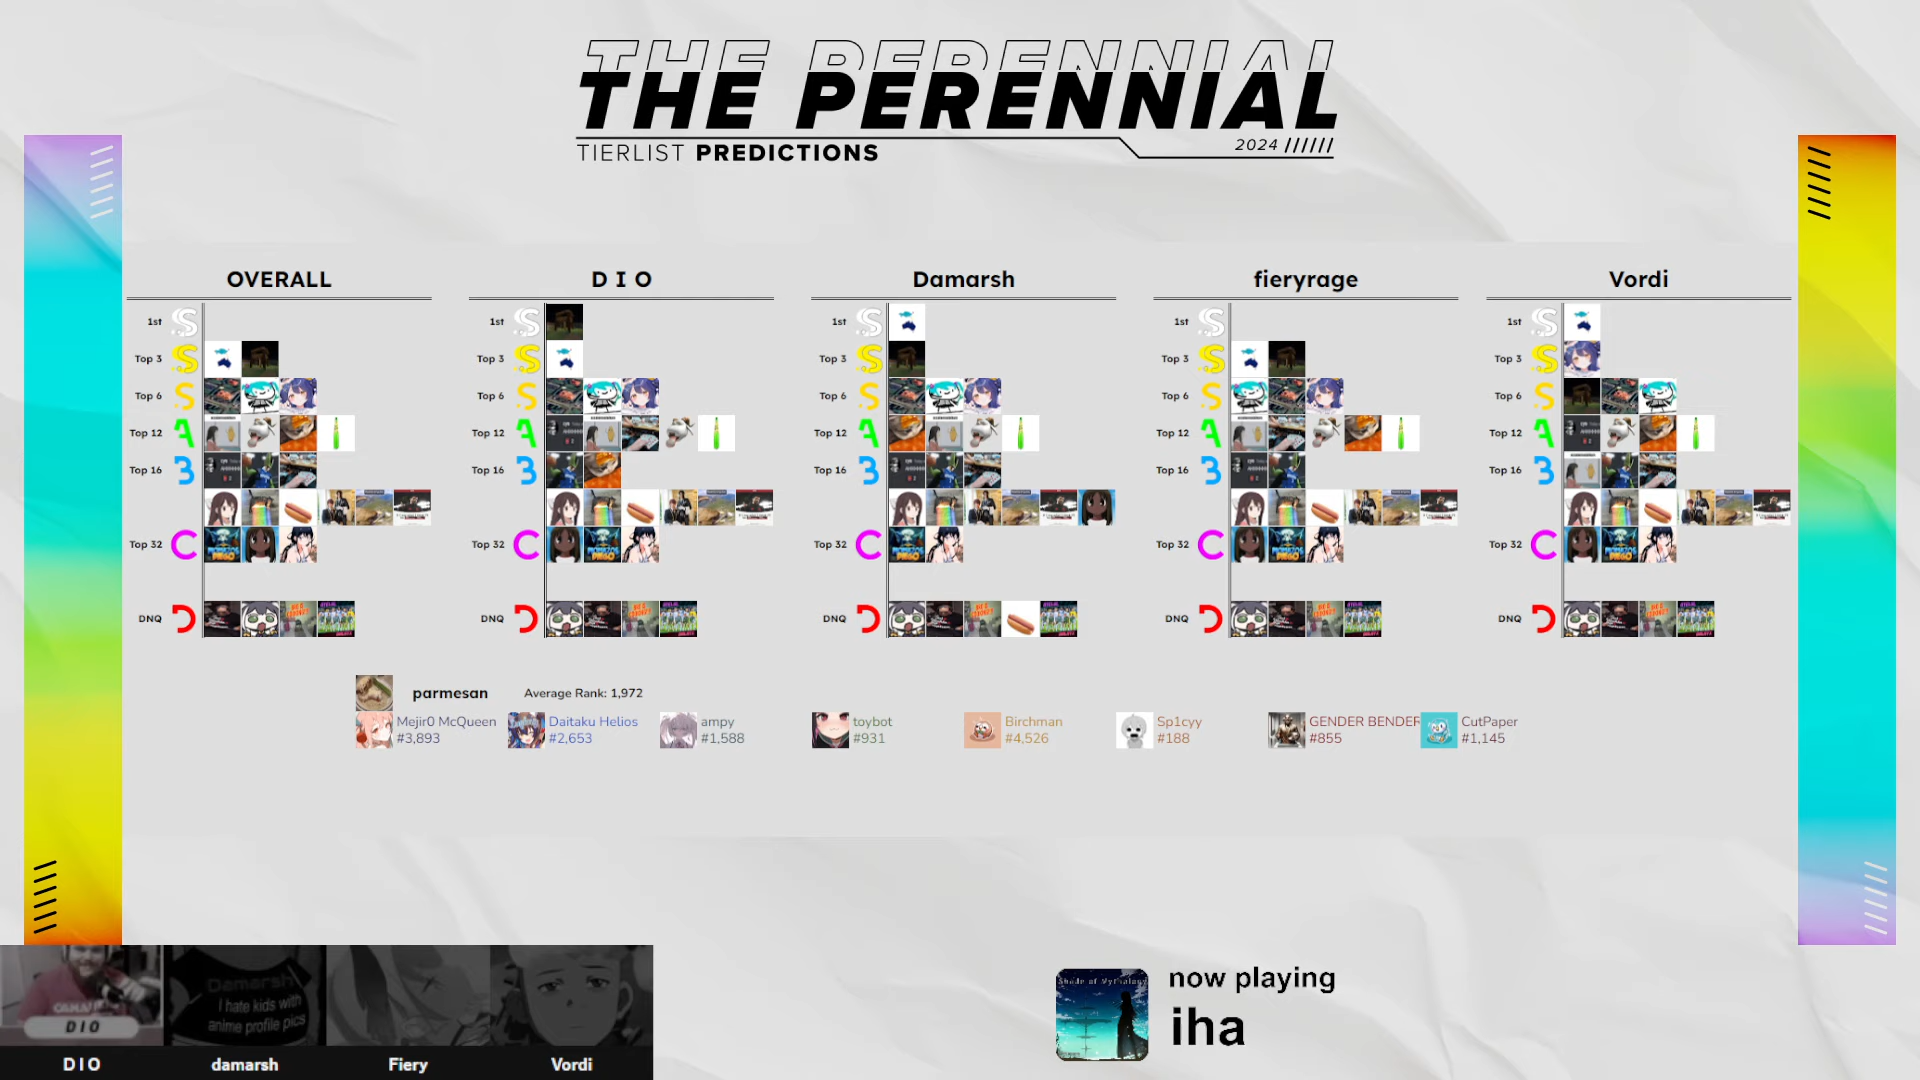 THE PERENNIAL
THE PERENNIAL
TIERLIST PREDICTIONS
2024
OVERALL
D I O
Damarsh
fieryrage
Vordi
1st S
Top 3 S
Top 6 S
Top 12 A
Top 16 B
Top 32 C
DNQ D
1st S
Top 3 S
Top 6 S
Top 12 A
Top 16 B
Top 32 C
DNQ D
1st S
Top 3 S
Top 6 S
Top 12 A
Top 16 B
Top 32 C
DNQ D
1st S
Top 3 S
Top 6 S
Top 12 A
Top 16 B
Top 32 C
DNQ D
1st S
Top 3 S
Top 6 S
Top 12 A
Top 16 B
Top 32 C
DNQ D
parmesan
Average Rank: 1,972
Mejir0 McQueen
#3,893
Daitaku Helios
#2,653
ampy
#1,588
toybot
#931
Birchman
#4,526
Sp1cyy
#188
GENDER BENDER
#855
CutPaper
#1,145
DIO
Damarsh
I hate kids with
anime profile pics
DIO
damarsh
Fiery
Vordi
now playing
iha